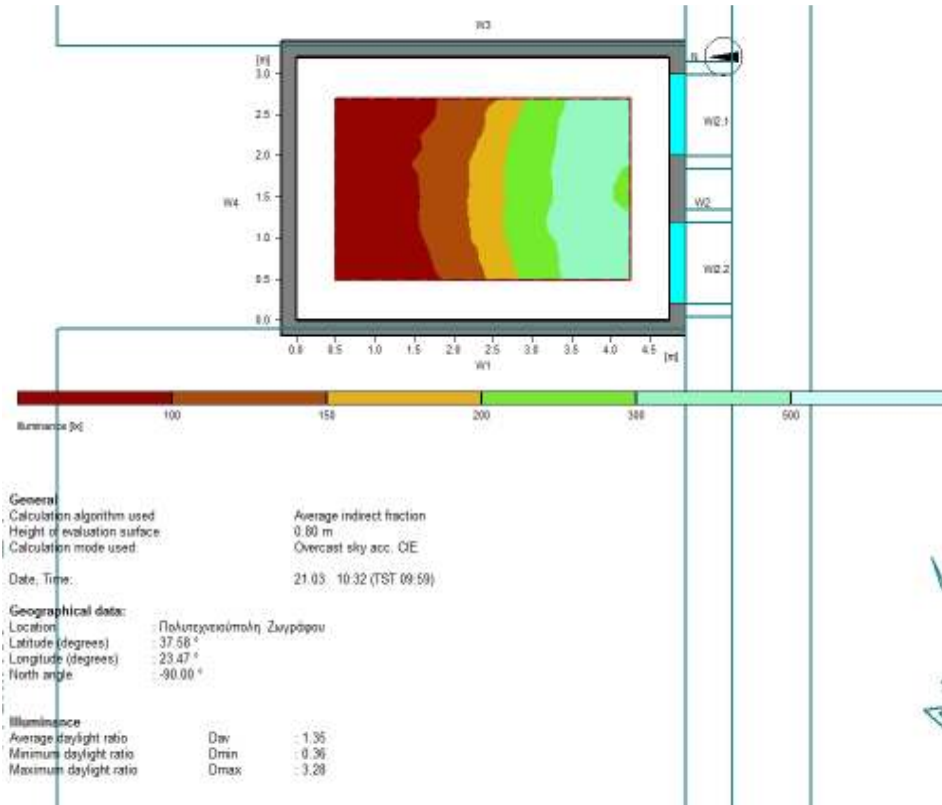 W3
[m]
N
3.0
2.5
W2.1
2.0
W4
1.5
W2
1.0
W2.2
0.5
0.0
0.0 0.5 1.0 1.5 2.0 2.5 3.0 3.5 4.0 4.5 [m]
W1
100 150 200 300 500
Illuminance [lx]
General
Calculation algorithm used Average indirect fraction
Height of evaluation surface 0.80 m
Calculation mode used: Overcast sky acc. CIE
Date, Time: 21.03 10:32 (TST 09:59)
Geographical data:
Location : Πολυτεχνειούπολη Ζωγράφου
Latitude (degrees) : 37.58 °
Longitude (degrees) : 23.47 °
North angle : -90.00 °
Illuminance
Average daylight ratio Dav : 1.35
Minimum daylight ratio Dmin : 0.36
Maximum daylight ratio Dmax : 3.28